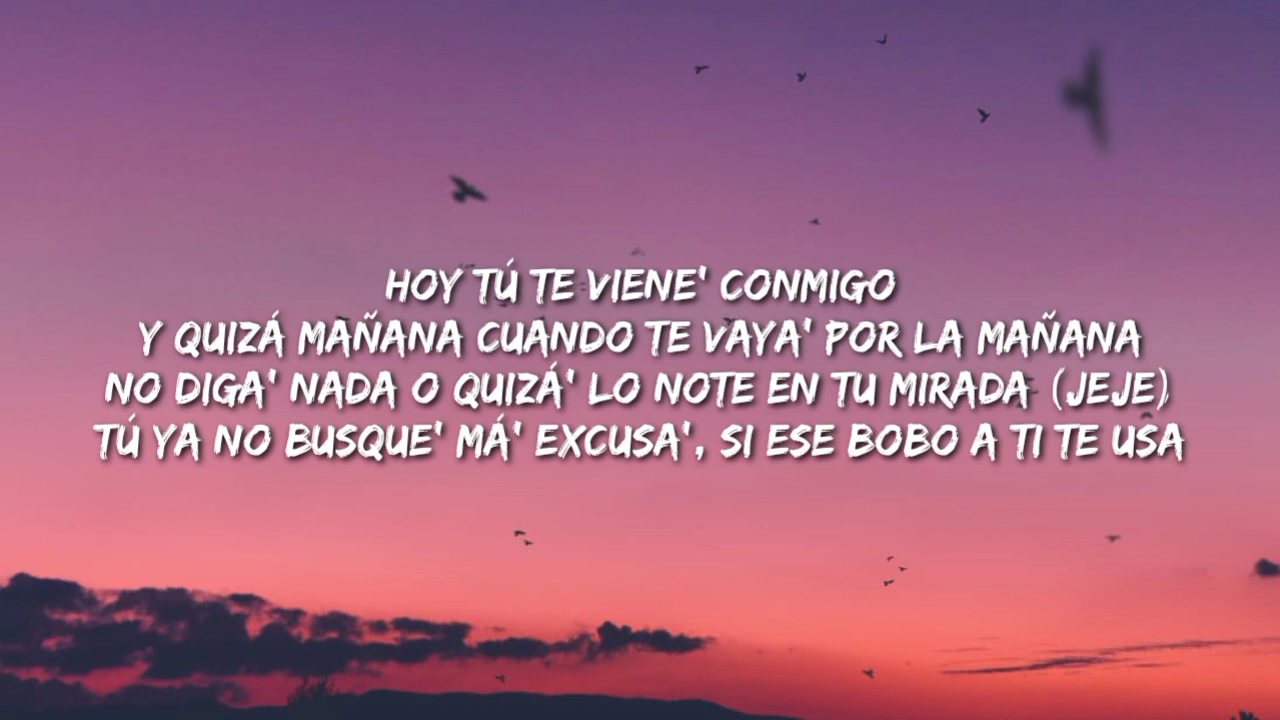 HOY TÚ TE VIENE' CONMIGO
Y QUIZÁ MAÑANA CUANDO TE VAYA' POR LA MAÑANA
NO DIGA' NADA O QUIZÁ' LO NOTE EN TU MIRADA (JEJE)
TÚ YA NO BUSQUE' MÁ' EXCUSA', SI ESE BOBO A TI TE USA